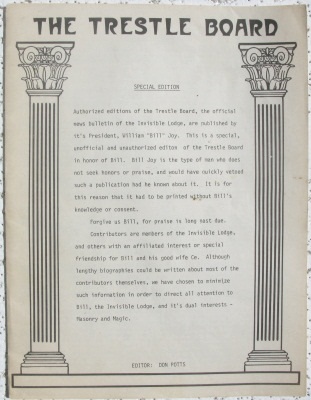 THE TRESTLE BOARD
SPECIAL EDITION
Authorized editions of the Trestle Board, the official
news bulletin of the Invisible Lodge, are published by
it's President, William "Bill" Joy. This is a special,
unofficial and unauthorized editon of the Trestle Board
in honor of Bill. Bill Joy is the type of man who does
not seek honors or praise, and would have quickly vetoed
such a publication had he known about it. It is for
this reason that it had to be printed without Bill's
knowledge or consent.
Forgive us Bill, for praise is long past due.
Contributors are members of the Invisible Lodge,
and others with an affiliated interest or special
friendship for Bill and his good wife Em. Although
lengthy biographies could be written about most of the
contributors themselves, we have chosen to minimize
such information in order to direct all attention to
Bill, the Invisible Lodge, and it's dual interests -
Masonry and Magic.
EDITOR: DON POTTS